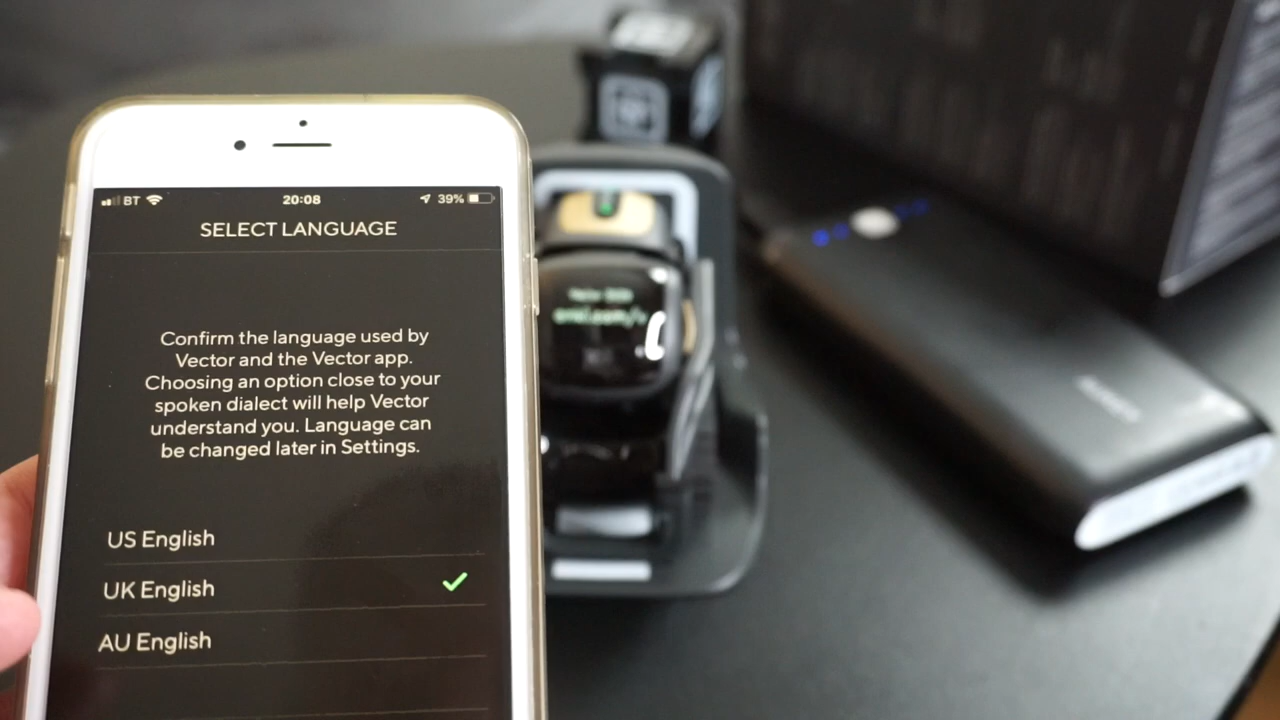 BT 20:08 39%
SELECT LANGUAGE
Confirm the language used by
Vector and the Vector app.
Choosing an option close to your
spoken dialect will help Vector
understand you. Language can
be changed later in Settings.
US English
UK English
AU English